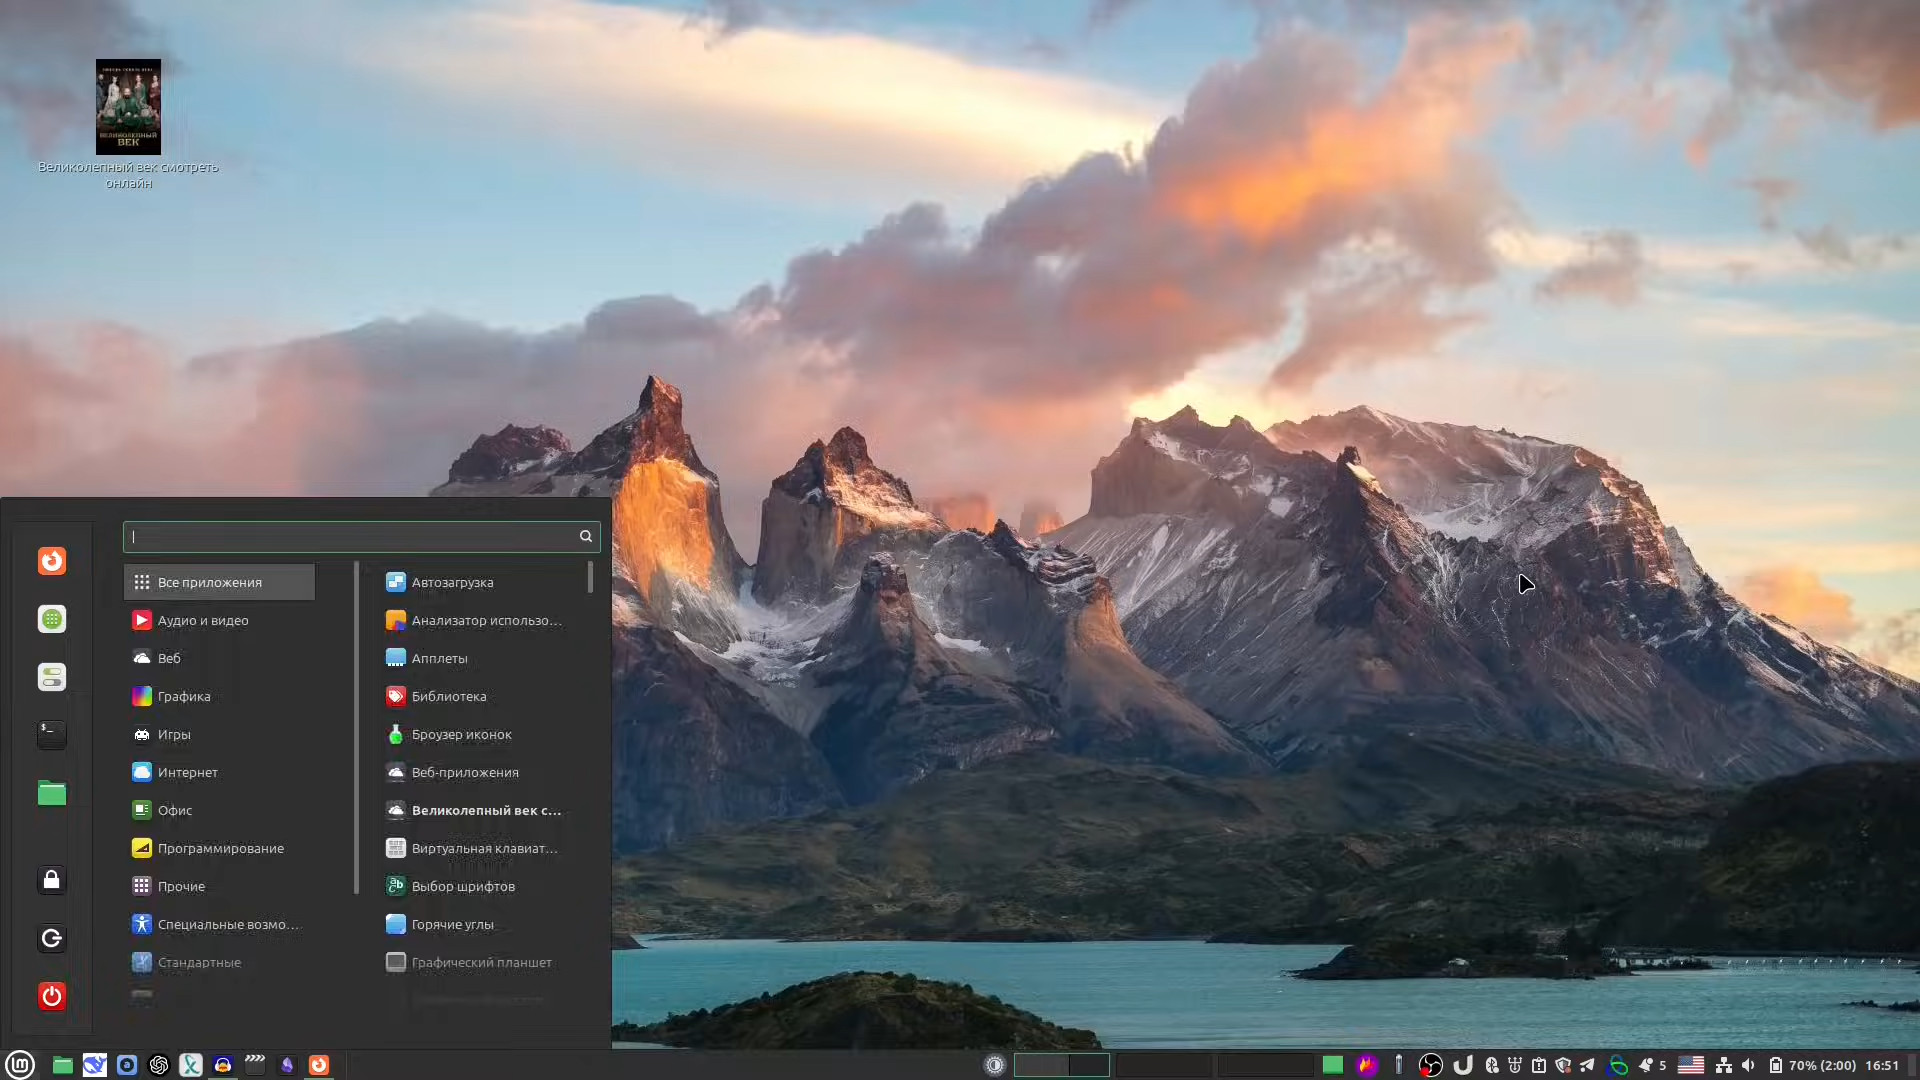 ВЕЛИКОЛЕПНЫЙ
ВЕК
Великолепный век смотреть
онлайн
Все приложения
Аудио и видео
Веб
Графика
Игры
Интернет
Офис
Программирование
Прочие
Специальные возмо...
Стандартные
Автозагрузка
Анализатор использо...
Апплеты
Библиотека
Броузер иконок
Веб-приложения
Великолепный век с...
Виртуальная клавиат...
Выбор шрифтов
Горячие углы
Графический планшет
5
70% (2:00)
16:51